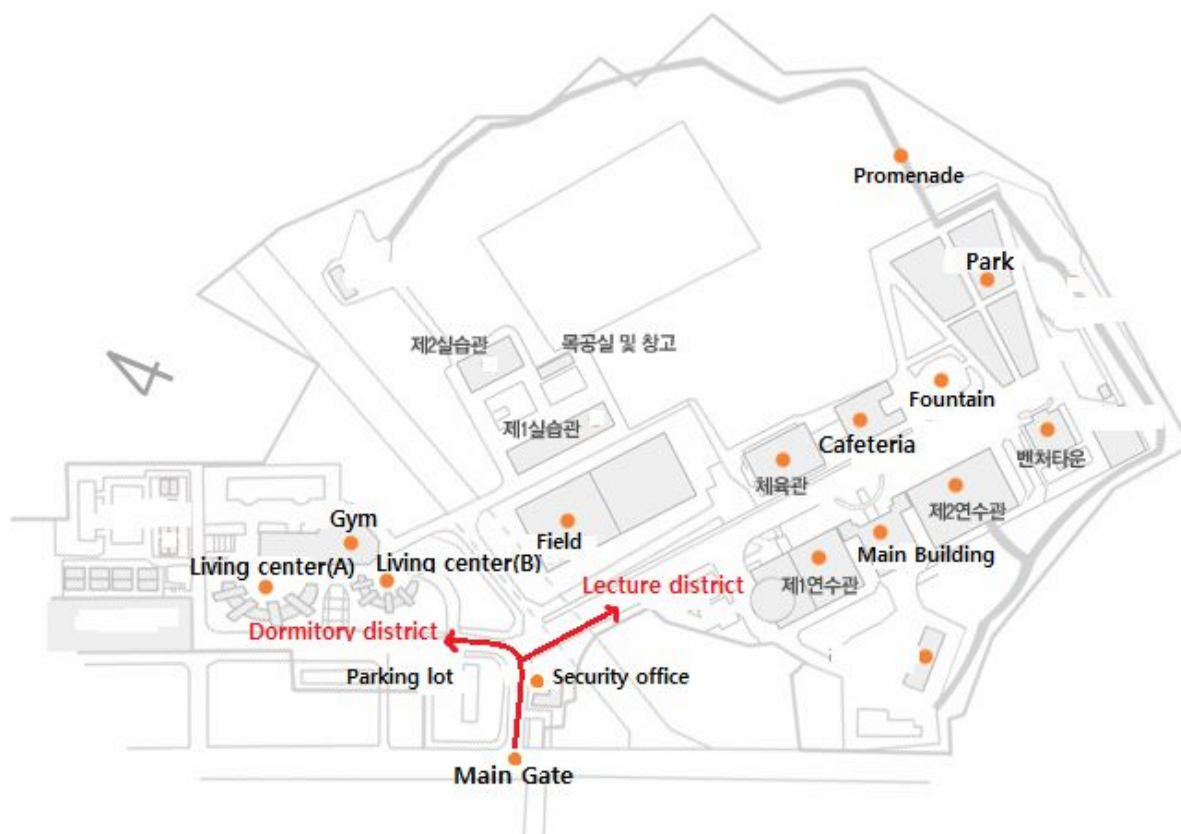 Promenade
Park
제2실습관
목공실 및 창고
Fountain
제1실습관
Cafeteria
벤처타운
체육관
제2연수관
Gym
Field
Main Building
Living center(A)
Living center(B)
제1연수관
Lecture district
Dormitory district
Parking lot
Security office
Main Gate